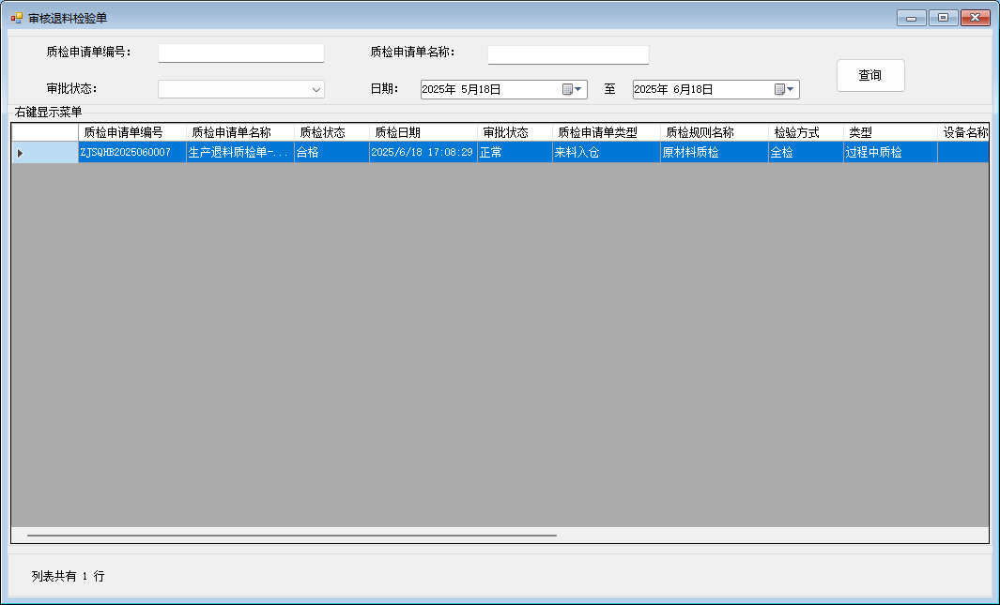 审核退料检验单
质检申请单编号： 质检申请单名称：
审批状态： 日期： 2025年 5月18日 至 2025年 6月18日 查询
右键显示菜单
质检申请单编号 质检申请单名称 质检状态 质检日期 审批状态 质检申请单类型 质检规则名称 检验方式 类型 设备名称
ZJSQHB2025060007 生产退料质检单-... 合格 2025/6/18 17:08:29 正常 来料入仓 原材料质检 全检 过程中质检
列表共有 1 行